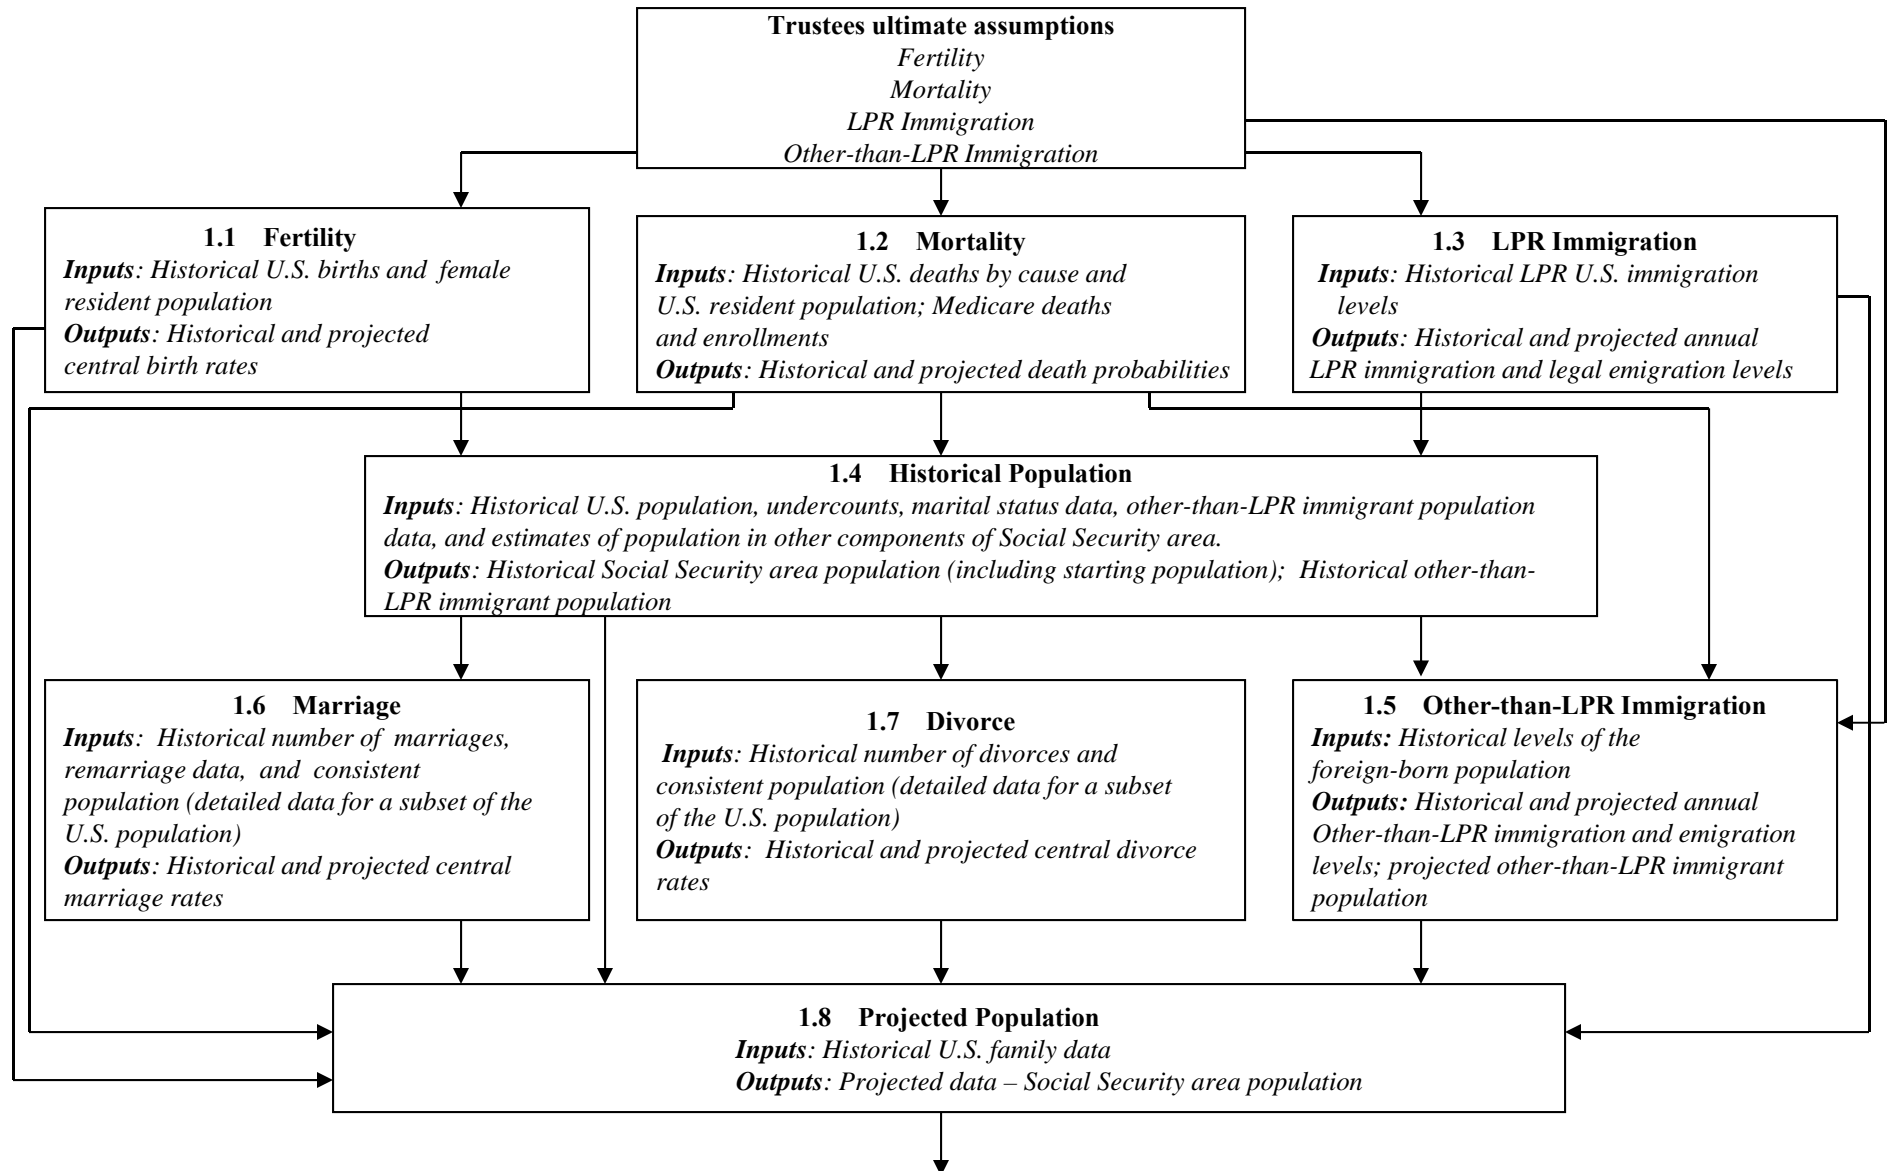 Trustees ultimate assumptions
Fertility
Mortality
LPR Immigration
Other-than-LPR Immigration
1.1 Fertility
Inputs: Historical U.S. births and female
resident population
Outputs: Historical and projected
central birth rates
1.2 Mortality
Inputs: Historical U.S. deaths by cause and
U.S. resident population; Medicare deaths
and enrollments
Outputs: Historical and projected death probabilities
1.3 LPR Immigration
Inputs: Historical LPR U.S. immigration
levels
Outputs: Historical and projected annual
LPR immigration and legal emigration levels
1.4 Historical Population
Inputs: Historical U.S. population, undercounts, marital status data, other-than-LPR immigrant population
data, and estimates of population in other components of Social Security area.
Outputs: Historical Social Security area population (including starting population); Historical other-than-
LPR immigrant population
1.6 Marriage
Inputs: Historical number of marriages,
remarriage data, and consistent
population (detailed data for a subset of the
U.S. population)
Outputs: Historical and projected central
marriage rates
1.7 Divorce
Inputs: Historical number of divorces and
consistent population (detailed data for a subset
of the U.S. population)
Outputs: Historical and projected central divorce
rates
1.5 Other-than-LPR Immigration
Inputs: Historical levels of the
foreign-born population
Outputs: Historical and projected annual
Other-than-LPR immigration and emigration
levels; projected other-than-LPR immigrant
population
1.8 Projected Population
Inputs: Historical U.S. family data
Outputs: Projected data – Social Security area population